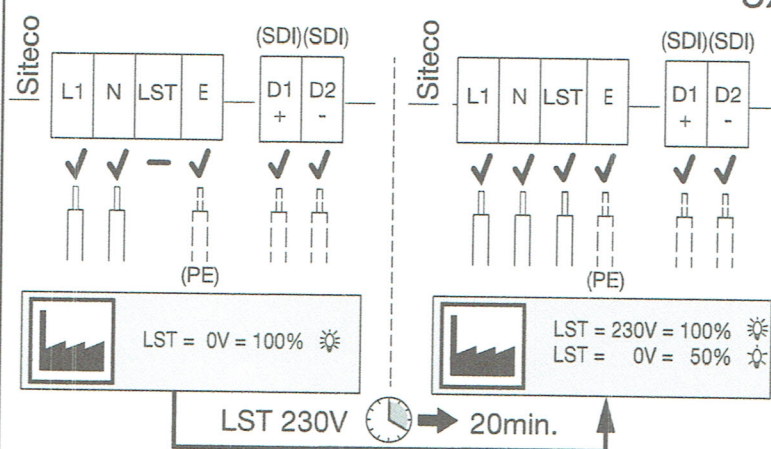 (SDI)(SDI)
Siteco
L1 N LST E
D1 D2
+ -
(PE)
LST = 0V = 100%
(SDI)(SDI)
Siteco
L1 N LST E
D1 D2
+ -
(PE)
LST = 230V = 100%
LST = 0V = 50%
LST 230V
20min.